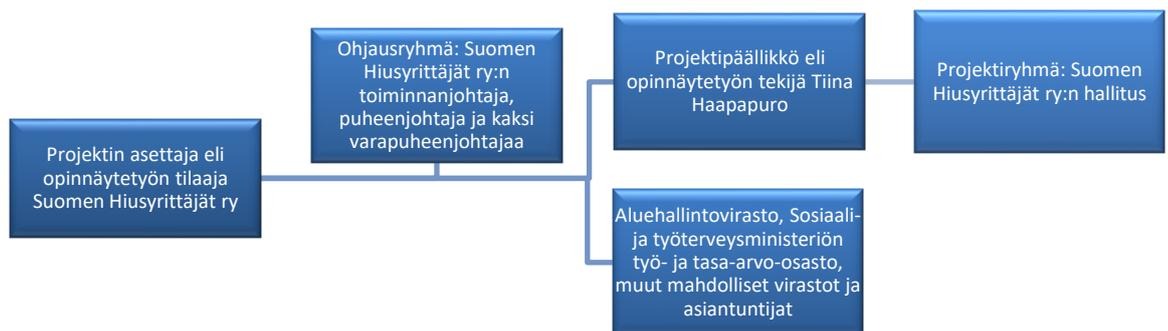 Projektin asettaja eli
opinnäytetyön tilaaja
Suomen Hiusyrittäjät ry
Ohjausryhmä: Suomen
Hiusyrittäjät ry:n
toiminnanjohtaja,
puheenjohtaja ja kaksi
varapuheenjohtajaa
Projektipäällikkö eli
opinnäytetyön tekijä Tiina
Haapapuro
Projektiryhmä: Suomen
Hiusyrittäjät ry:n hallitus
Aluehallintovirasto, Sosiaali-
ja työterveysministeriön
työ- ja tasa-arvo-osasto,
muut mahdolliset virastot ja
asiantuntijat